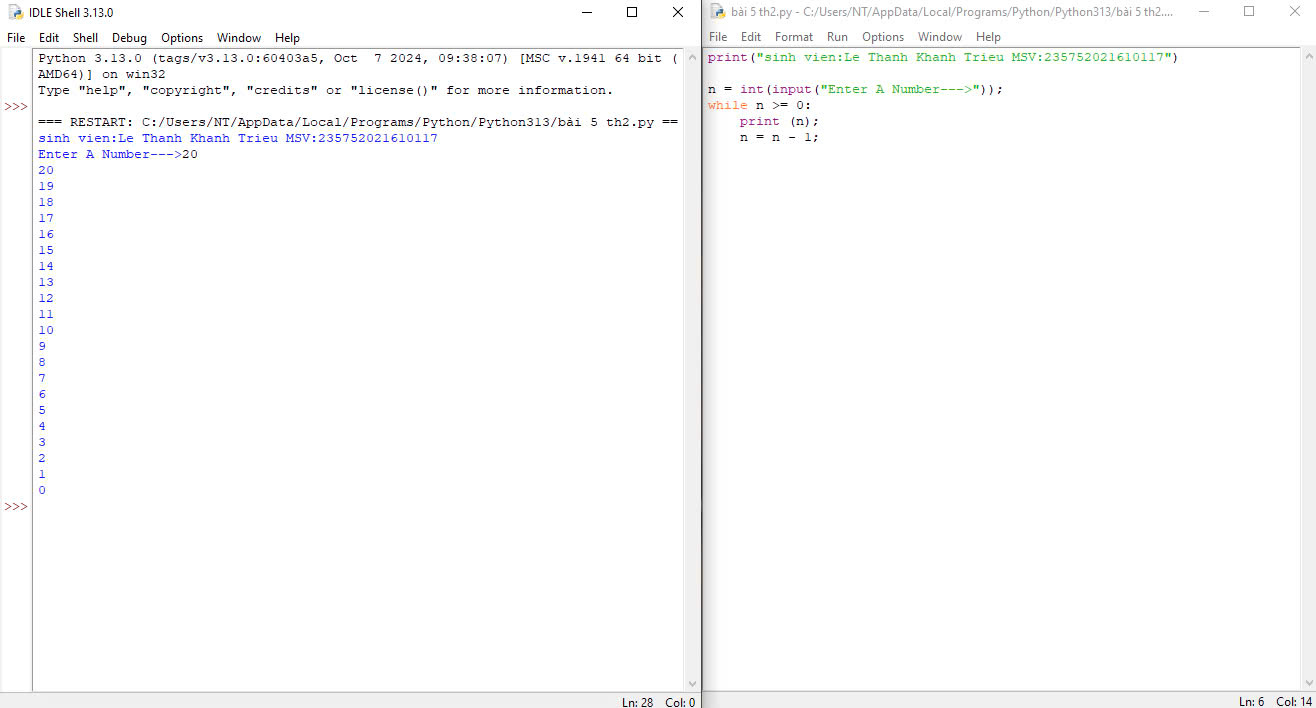 IDLE Shell 3.13.0
File Edit Shell Debug Options Window Help
Python 3.13.0 (tags/v3.13.0:60403a5, Oct  7 2024, 09:38:07) [MSC v.1941 64 bit (
AMD64)] on win32
Type "help", "copyright", "credits" or "license()" for more information.
>>>
=== RESTART: C:/Users/NT/AppData/Local/Programs/Python/Python313/bài 5 th2.py ==
sinh vien:Le Thanh Khanh Trieu MSV:235752021610117
Enter A Number--->20
20
19
18
17
16
15
14
13
12
11
10
9
8
7
6
5
4
3
2
1
0
>>>
Ln: 28 Col: 0
bài 5 th2.py - C:/Users/NT/AppData/Local/Programs/Python/Python313/bài 5 th2....
File Edit Format Run Options Window Help
print("sinh vien:Le Thanh Khanh Trieu MSV:235752021610117")
n = int(input("Enter A Number--->"));
while n >= 0:
    print (n);
    n = n - 1;
Ln: 6 Col: 14